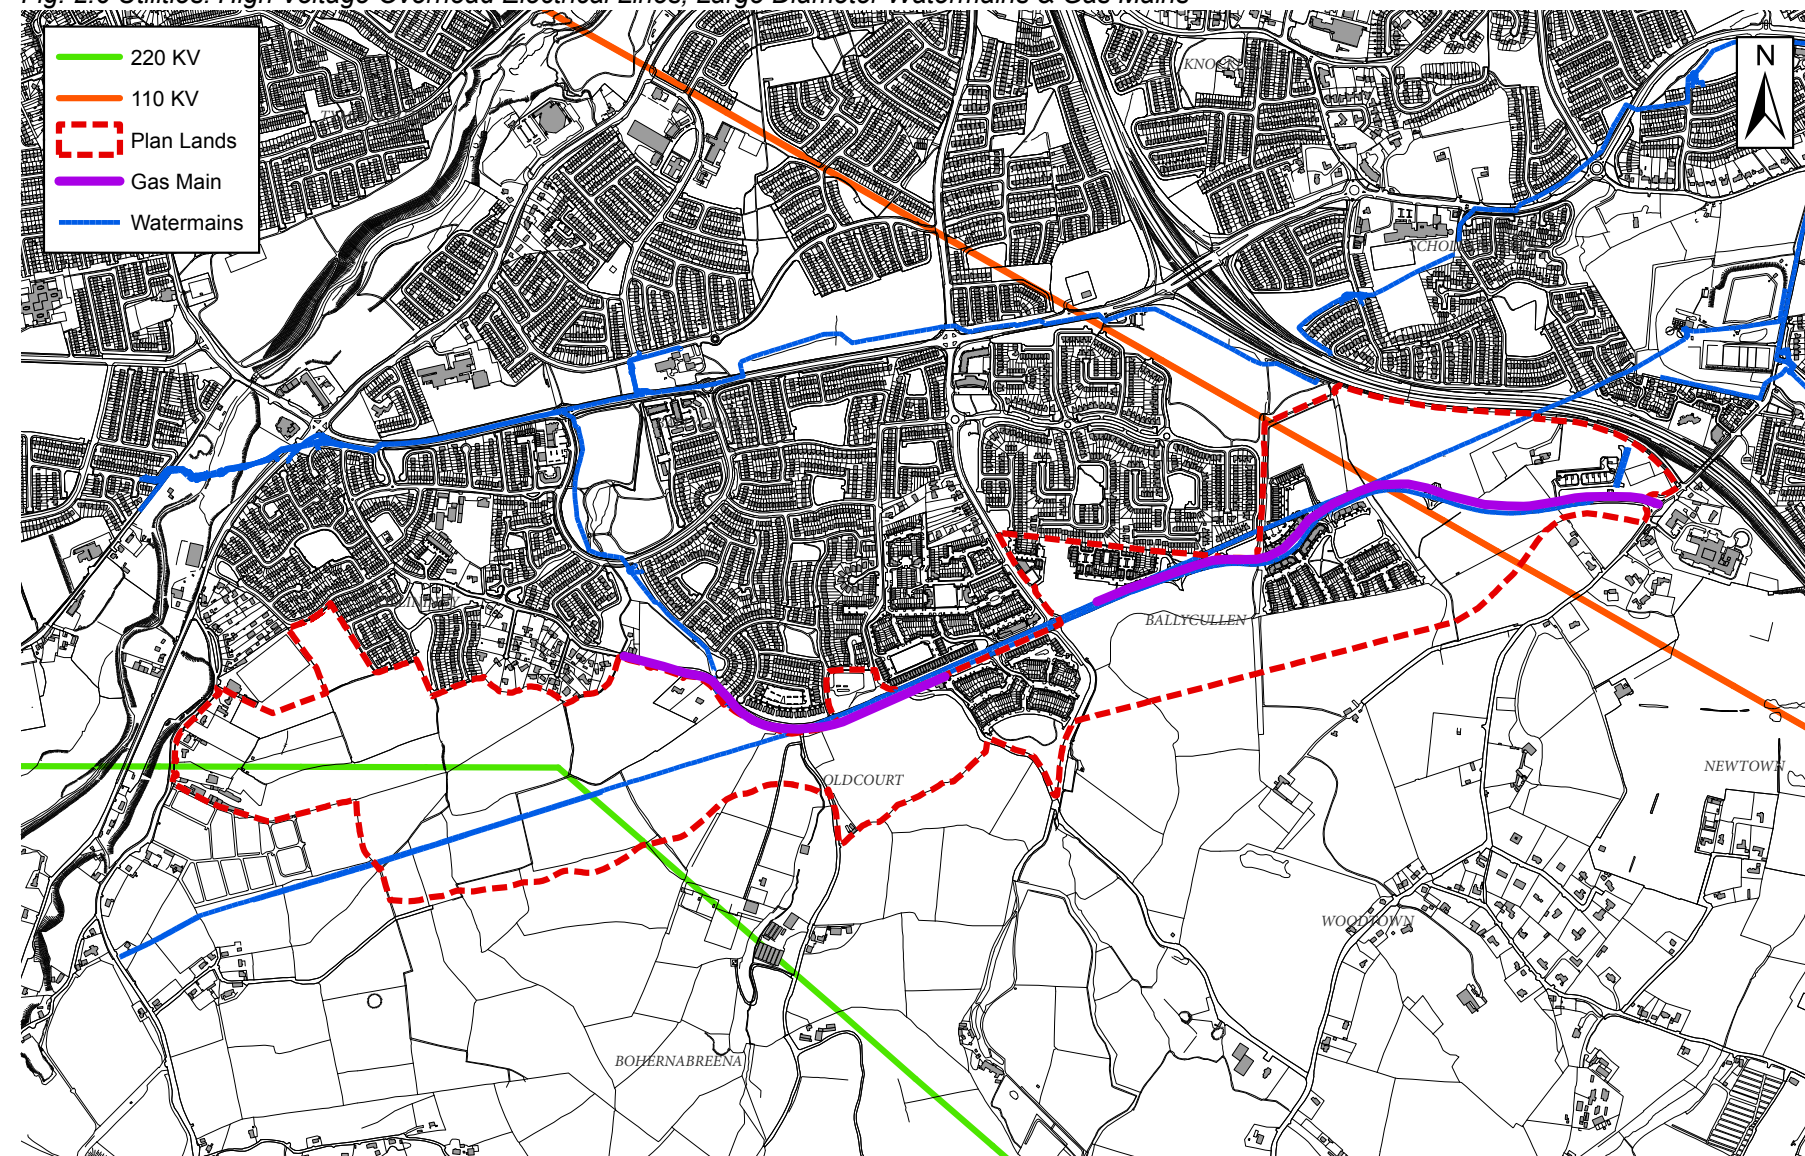 220 KV
110 KV
Plan Lands
Gas Main
Watermains
N
BALLYCULLEN
OLDCOURT
NEWTOWN
WOODTOWN
BOHERNABREENA